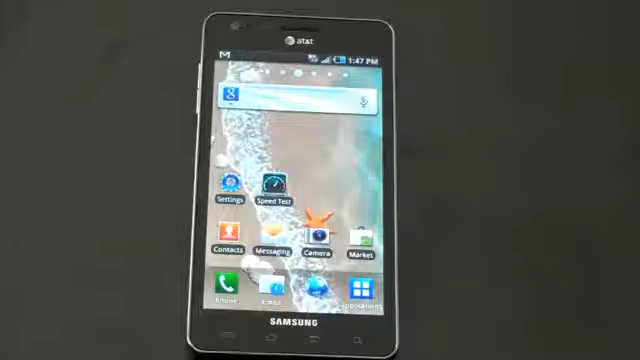 at&t
1:47 PM
Settings
Speed Test
Contacts
Messaging
Camera
Market
Phone
Email
Applications
SAMSUNG